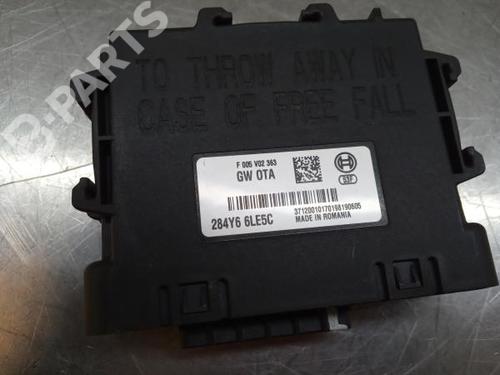 B-PARTS
TO THROW AWAY IN
CASE OF FREE FALL
F 005 V02 363
GW OTA
284Y6 6LE5C
37120010170198190605
MADE IN ROMANIA